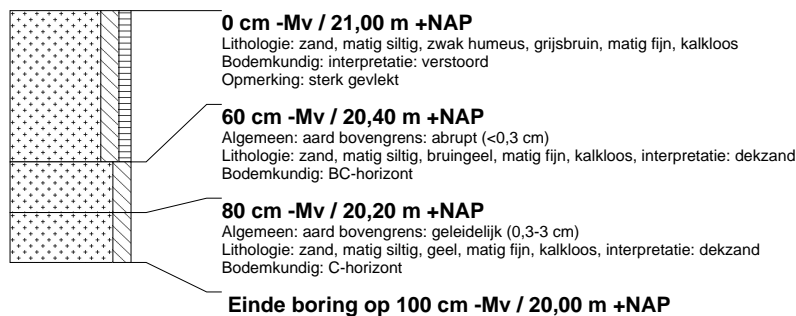 0 cm -Mv / 21,00 m +NAP
Lithologie: zand, matig siltig, zwak humeus, grijsbruin, matig fijn, kalkloos
Bodemkundig: interpretatie: verstoord
Opmerking: sterk gevlekt
60 cm -Mv / 20,40 m +NAP
Algemeen: aard bovengrens: abrupt (<0,3 cm)
Lithologie: zand, matig siltig, bruingeel, matig fijn, kalkloos, interpretatie: dekzand
Bodemkundig: BC-horizont
80 cm -Mv / 20,20 m +NAP
Algemeen: aard bovengrens: geleidelijk (0,3-3 cm)
Lithologie: zand, matig siltig, geel, matig fijn, kalkloos, interpretatie: dekzand
Bodemkundig: C-horizont
Einde boring op 100 cm -Mv / 20,00 m +NAP